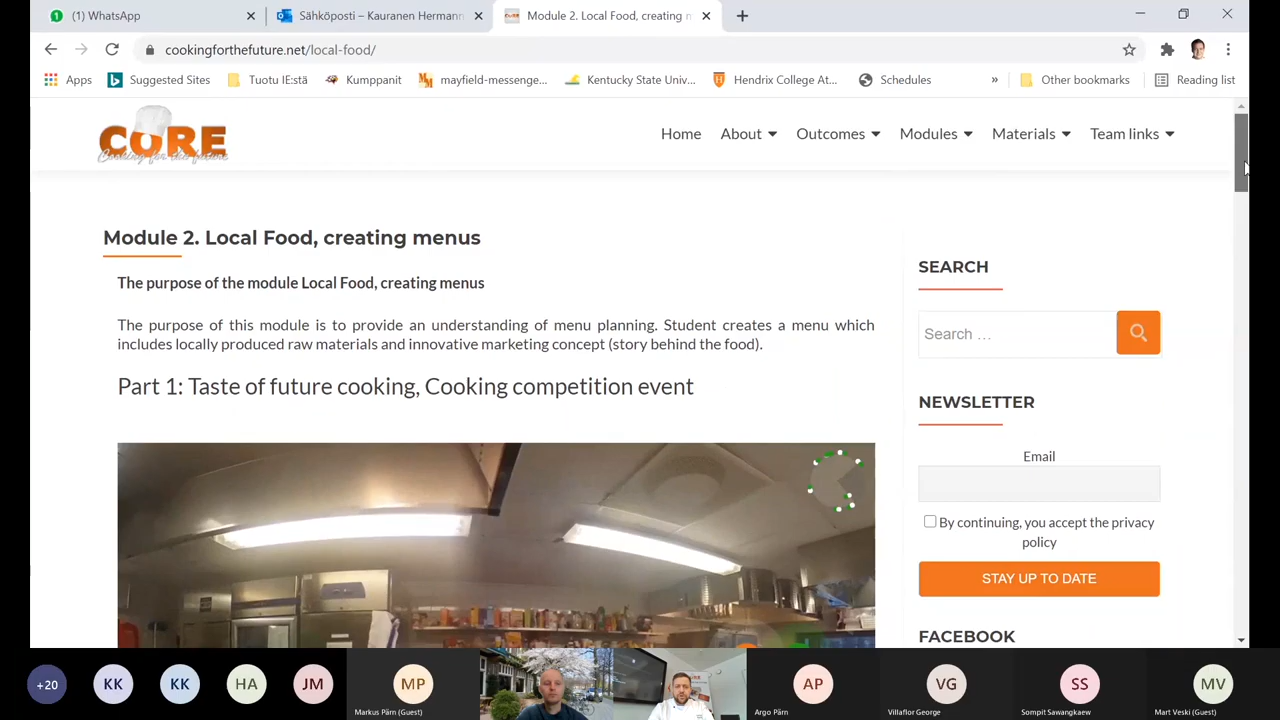 (1) WhatsApp
Sähköposti – Kauranen Hermann
Module 2. Local Food, creating m
cookingforthefuture.net/local-food/
Apps
Suggested Sites
Tuotu IE:stä
Kumppanit
mayfield-messenge...
Kentucky State Univ...
Hendrix College At...
Schedules
»
Other bookmarks
Reading list
CORE
Cooking for the future
Home
About
Outcomes
Modules
Materials
Team links
Module 2. Local Food, creating menus
The purpose of the module Local Food, creating menus
The purpose of this module is to provide an understanding of menu planning. Student creates a menu which
includes locally produced raw materials and innovative marketing concept (story behind the food).
Part 1: Taste of future cooking, Cooking competition event
SEARCH
Search …
NEWSLETTER
Email
By continuing, you accept the privacy
policy
STAY UP TO DATE
FACEBOOK
+20
KK
KK
HA
JM
MP
Markus Pärn (Guest)
AP
Argo Pärn
VG
Villaflor George
SS
Sompit Sawangkaew
MV
Mart Veski (Guest)